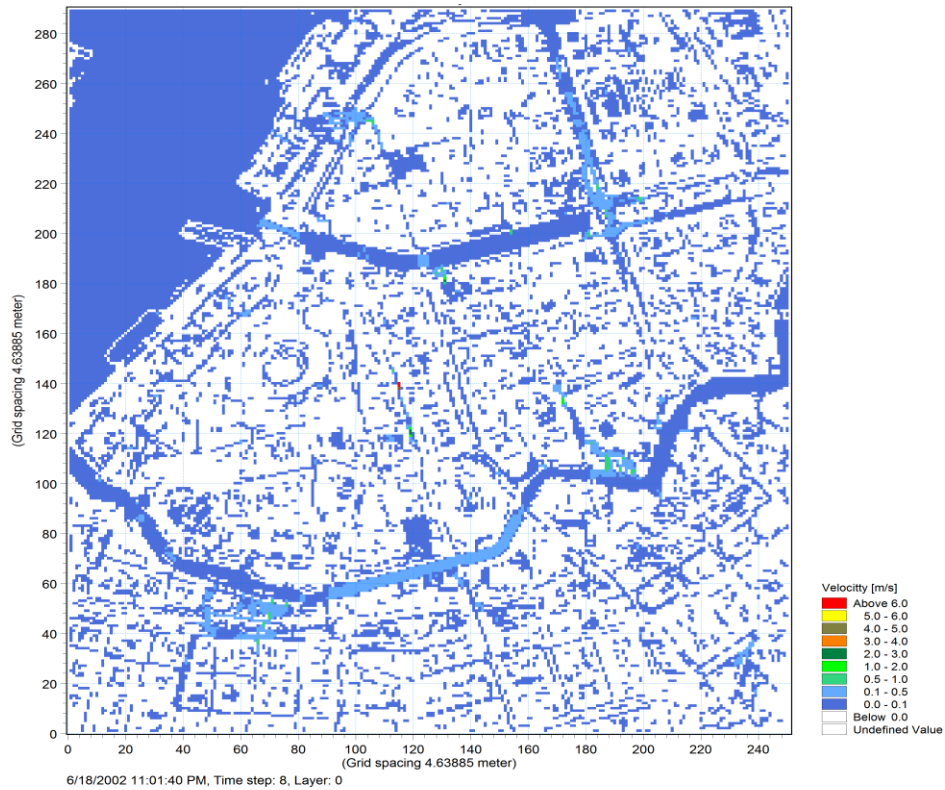 280
260
240
220
200
180
160
140
120
100
80
60
40
20
0
(Grid spacing 4.63885 meter)
0 20 40 60 80 100 120 140 160 180 200 220 240
(Grid spacing 4.63885 meter)
6/18/2002 11:01:40 PM, Time step: 8, Layer: 0
Velocitty [m/s]
Above 6.0
5.0 - 6.0
4.0 - 5.0
3.0 - 4.0
2.0 - 3.0
1.0 - 2.0
0.5 - 1.0
0.1 - 0.5
0.0 - 0.1
Below 0.0
Undefined Value